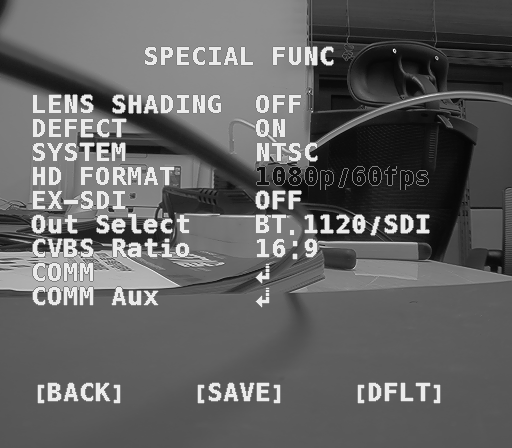 SPECIAL FUNC
LENS SHADING OFF
DEFECT ON
SYSTEM NTSC
HD FORMAT 1080p/60fps
EX-SDI OFF
Out Select BT.1120/SDI
CVBS Ratio 16:9
COMM ↲
COMM Aux ↲
[BACK] [SAVE] [DFLT]